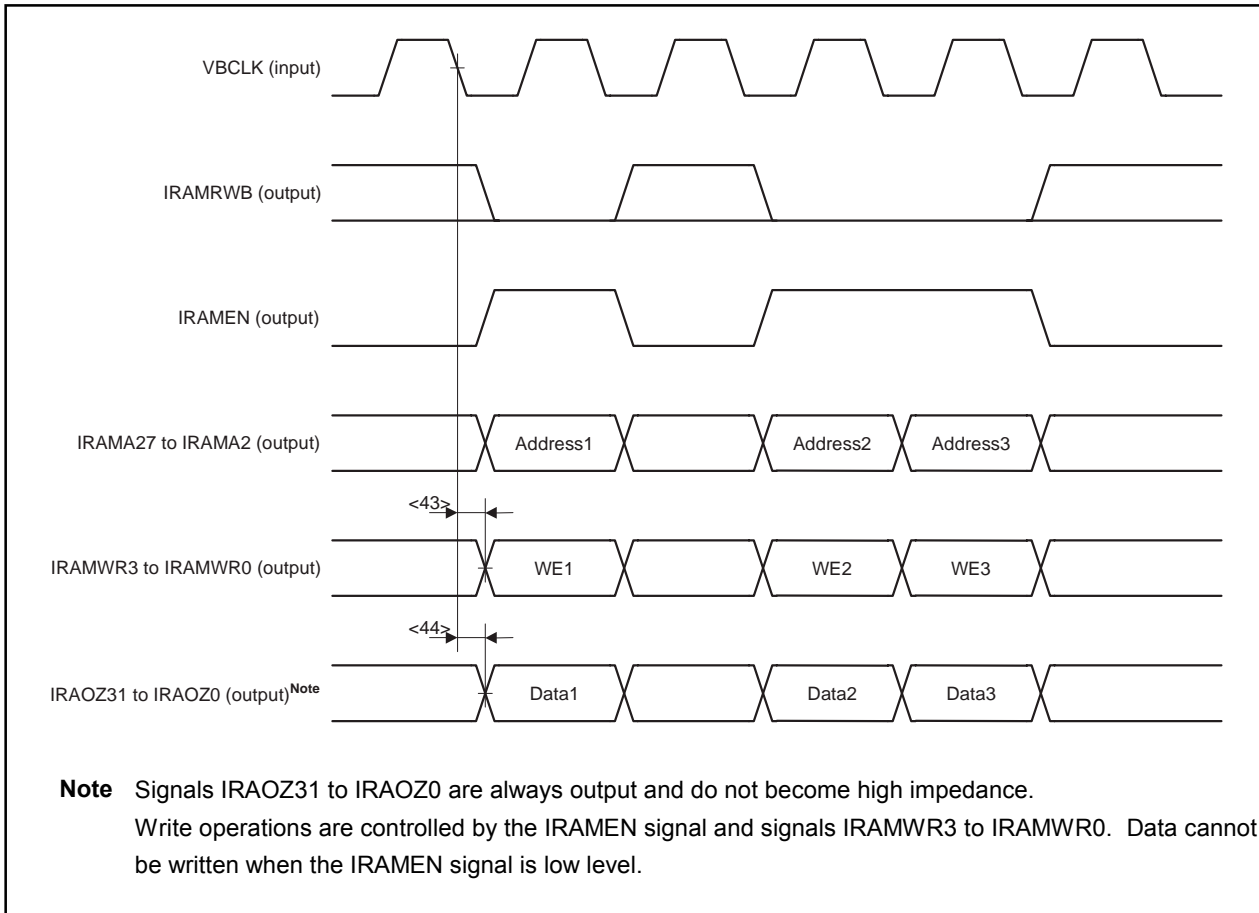 VBCLK (input)
IRAMRWB (output)
IRAMEN (output)
IRAMA27 to IRAMA2 (output) Address1 Address2 Address3
<43>
IRAMWR3 to IRAMWR0 (output) WE1 WE2 WE3
<44>
IRAOZ31 to IRAOZ0 (output)Note Data1 Data2 Data3
Note Signals IRAOZ31 to IRAOZ0 are always output and do not become high impedance.
Write operations are controlled by the IRAMEN signal and signals IRAMWR3 to IRAMWR0. Data cannot
be written when the IRAMEN signal is low level.